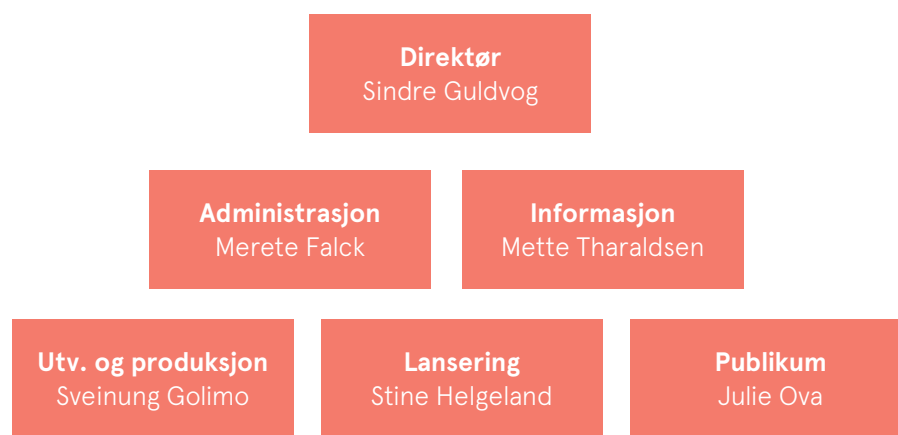 Direktør
Sindre Guldvog
Administrasjon
Merete Falck
Informasjon
Mette Tharaldsen
Utv. og produksjon
Sveinung Golimo
Lansering
Stine Helgeland
Publikum
Julie Ova